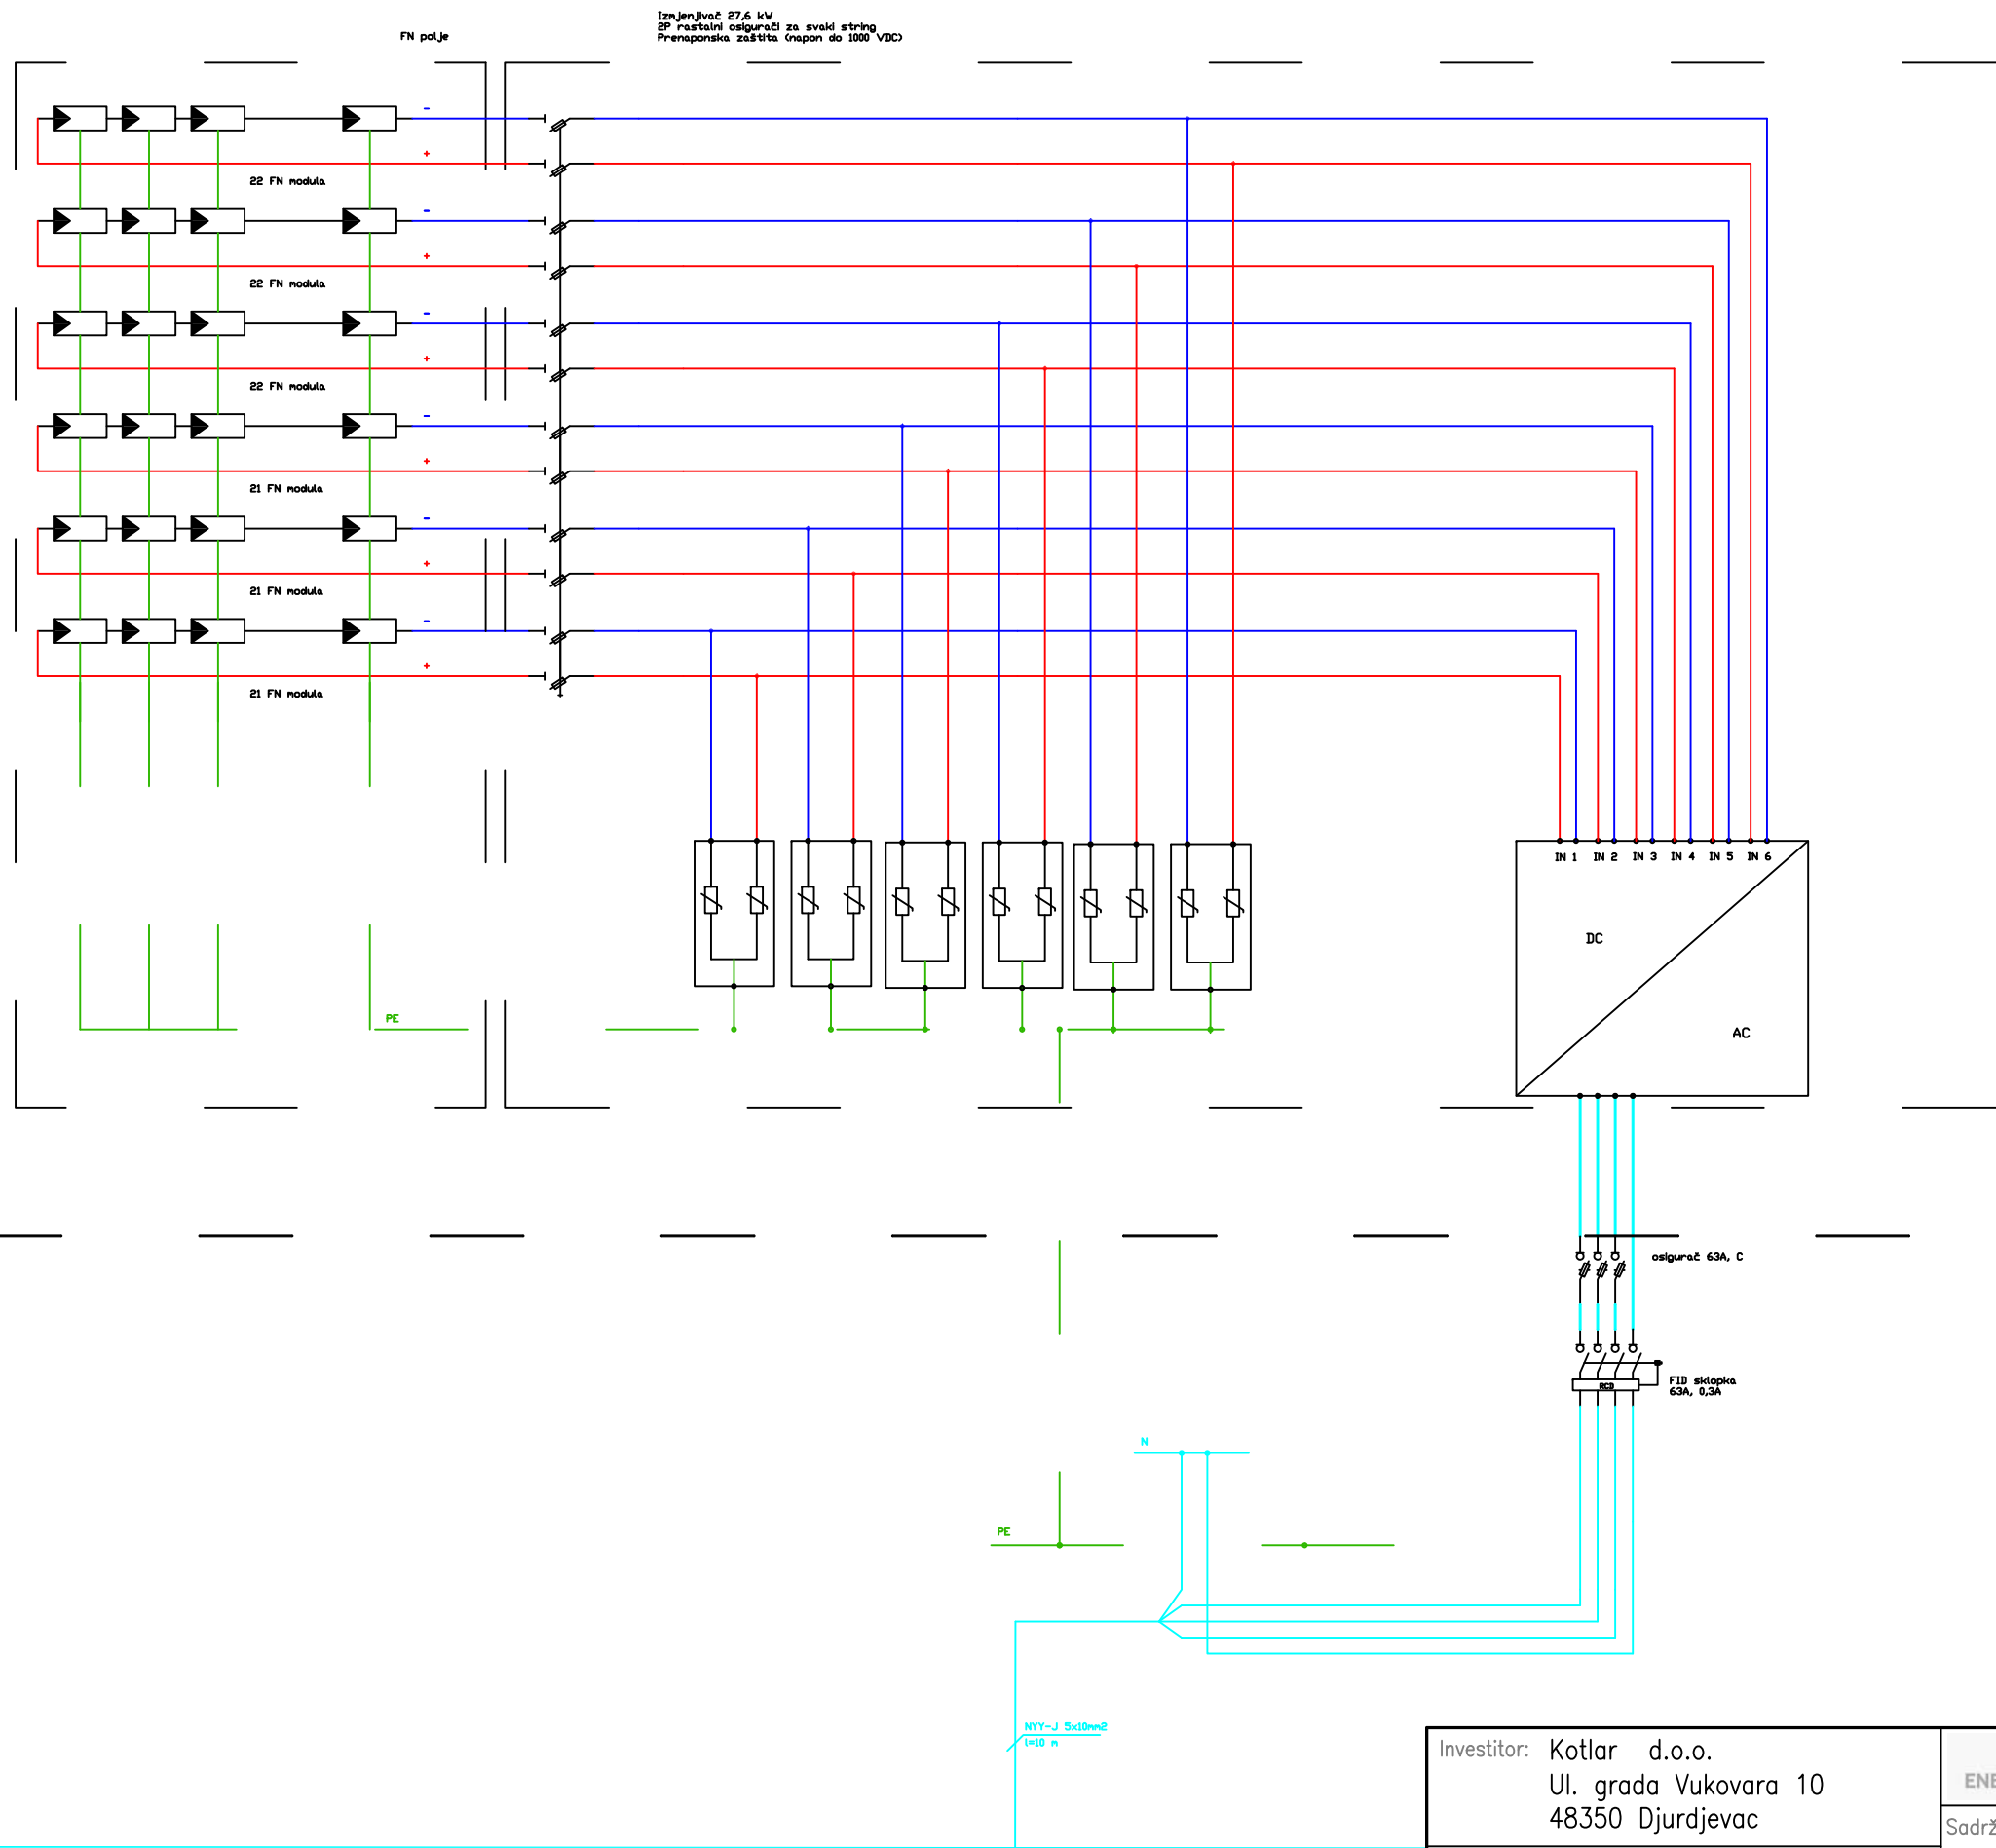 FN polje
Izmjenjivač 27,6 kW
2P rastalni osigurači za svaki string
Prenaponska zaštita (napon do 1000 VDC)
-
+
22 FN modula
-
+
22 FN modula
-
+
22 FN modula
-
+
21 FN modula
-
+
21 FN modula
-
+
21 FN modula
IN 1 IN 2 IN 3 IN 4 IN 5 IN 6
DC
AC
PE
osigurač 63A, C
RCD
FID sklopka
63A, 0,3A
N
PE
NYY-J 5x10mm2
l=10 m
Investitor: Kotlar d.o.o.
Ul. grada Vukovara 10
48350 Djurdjevac
ENE
Sadrž